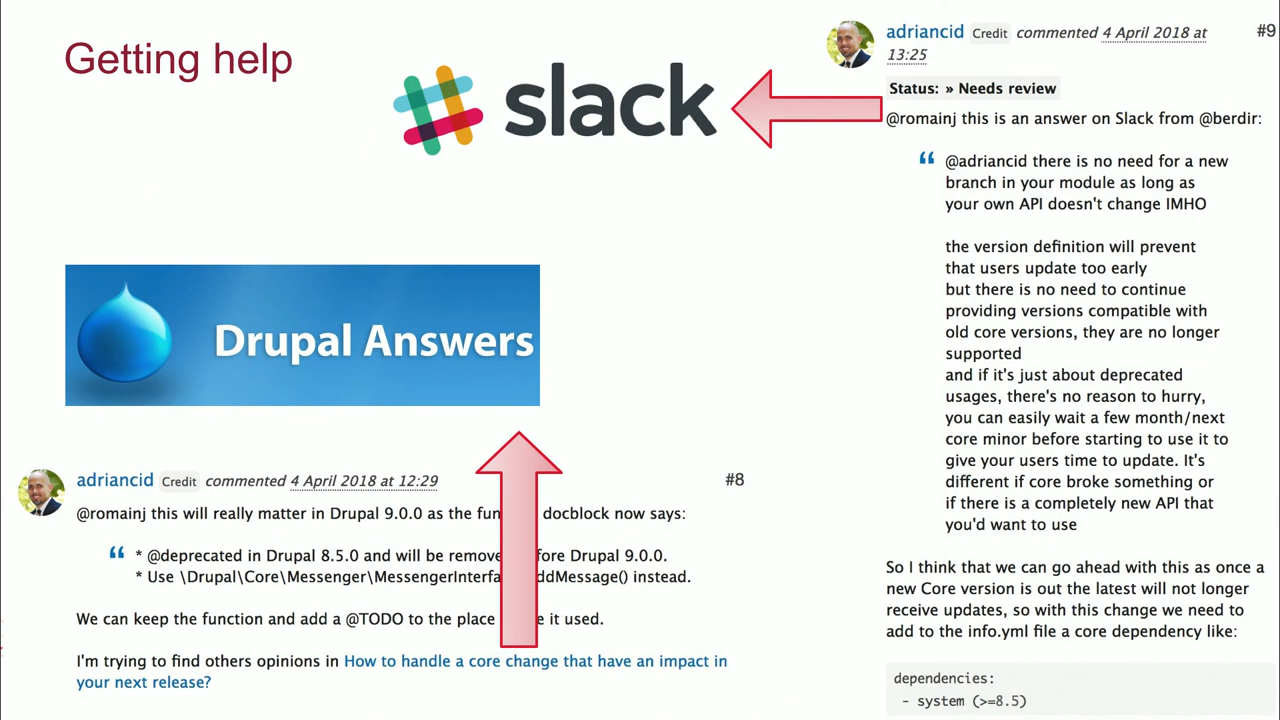 Getting help
slack
Drupal Answers
adriancid Credit commented 4 April 2018 at 12:29 #8
@romainj this will really matter in Drupal 9.0.0 as the fun docblock now says:
“ * @deprecated in Drupal 8.5.0 and will be remove fore Drupal 9.0.0.
* Use \Drupal\Core\Messenger\MessengerInterfa ddMessage() instead.
We can keep the function and add a @TODO to the place e it used.
I'm trying to find others opinions in How to handle a core change that have an impact in
your next release?
adriancid Credit commented 4 April 2018 at #9
13:25
Status: » Needs review
@romainj this is an answer on Slack from @berdir:
“ @adriancid there is no need for a new
branch in your module as long as
your own API doesn't change IMHO
the version definition will prevent
that users update too early
but there is no need to continue
providing versions compatible with
old core versions, they are no longer
supported
and if it's just about deprecated
usages, there's no reason to hurry,
you can easily wait a few month/next
core minor before starting to use it to
give your users time to update. It's
different if core broke something or
if there is a completely new API that
you'd want to use
So I think that we can go ahead with this as once a
new Core version is out the latest will not longer
receive updates, so with this change we need to
add to the info.yml file a core dependency like:
dependencies:
- system (>=8.5)